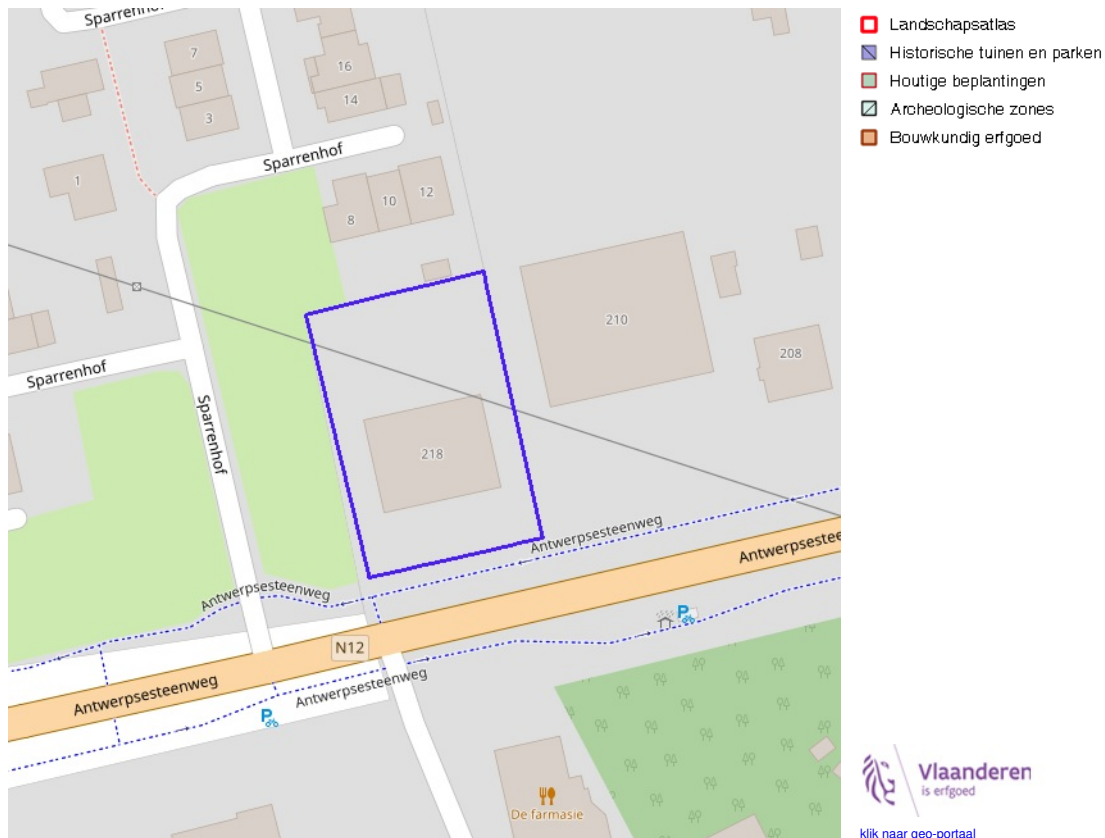 Sparrenhof
7
5
3
16
14
Sparrenhof
1
12
10
8
210
208
Sparrenhof
Sparrenhof
218
Antwerpsesteenweg
Antwerpsestee
Antwerpsesteenweg
N12
P
Antwerpsesteenweg
Antwerpsesteenweg
P
De farmasie
Landschapsatlas
Historische tuinen en parken
Houtige beplantingen
Archeologische zones
Bouwkundig erfgoed
Vlaanderen
is erfgoed
klik naar geo-portaal